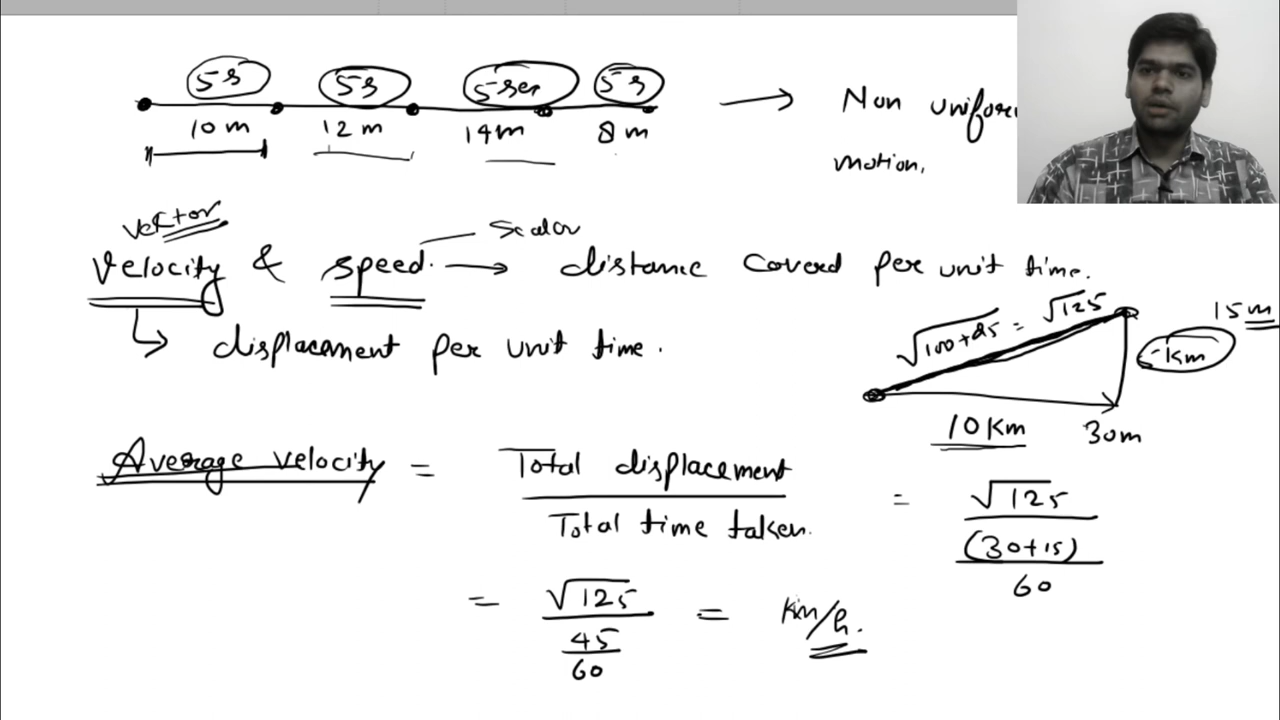 5s 5s 5sec 5s
10 m 12 m 14m 8 m
Non uniform
motion.
vektor
scalar
velocity & speed. → distance covered per unit time.
displacement per unit time.
√100+25 = √125
15 m
km
10 Km 30m
Average velocity = Total displacement / Total time taken. = √125 / (30+15) / 60
= √125 / 45 / 60 = km/h.